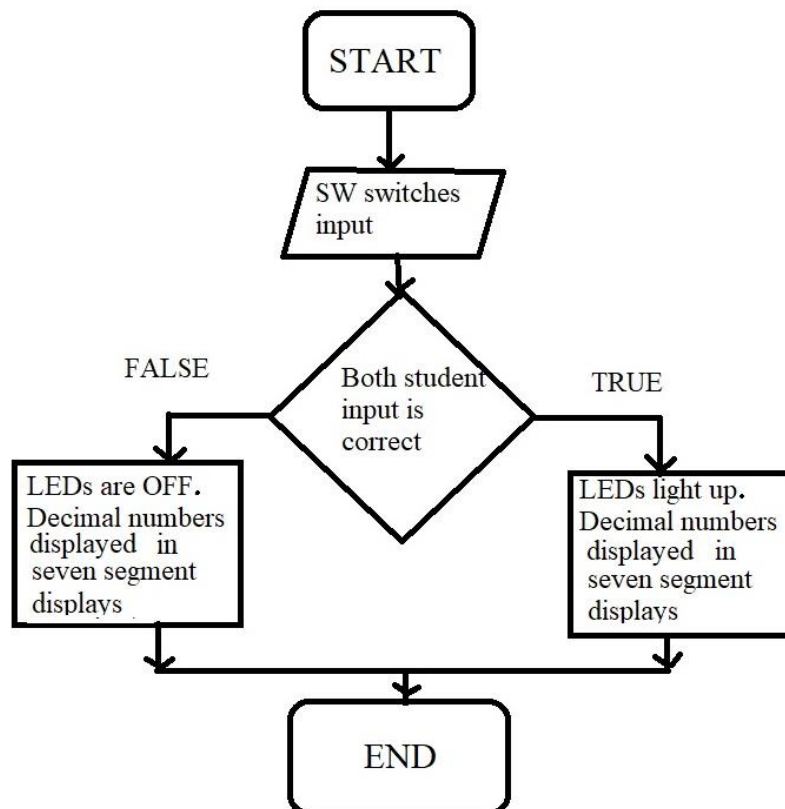 START
SW switches
input
FALSE
Both student
input is
correct
TRUE
LEDs are OFF.
Decimal numbers
displayed in
seven segment
displays
LEDs light up.
Decimal numbers
displayed in
seven segment
displays
END